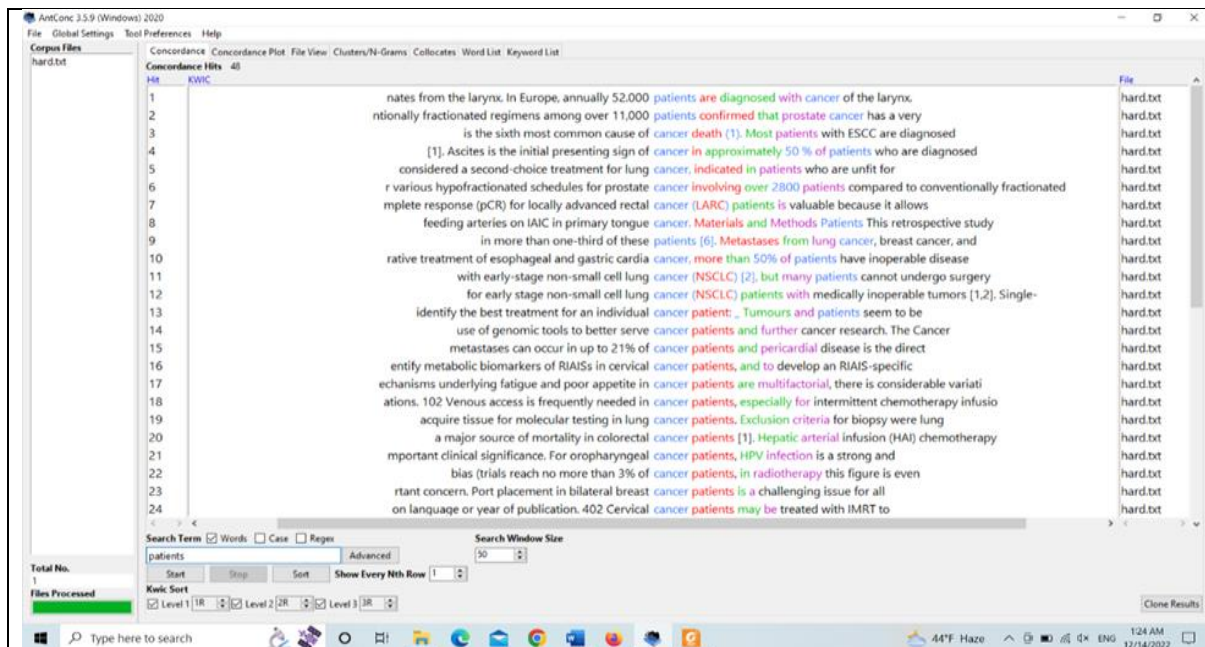 AntConc 3.5.9 (Windows) 2020
File Global Settings Tool Preferences Help
Corpus Files
hard.txt
Concordance Concordance Plot File View Clusters/N-Grams Collocates Word List Keyword List
Concordance Hits 48
Hit KWIC File
1 nates from the larynx. In Europe, annually 52.000 patients are diagnosed with cancer of the larynx. hard.txt
2 ntionally fractionated regimens among over 11,000 patients confirmed that prostate cancer has a very hard.txt
3 is the sixth most common cause of cancer death (1). Most patients with ESCC are diagnosed hard.txt
4 [1]. Ascites is the initial presenting sign of cancer in approximately 50 % of patients who are diagnosed hard.txt
5 considered a second-choice treatment for lung cancer, indicated in patients who are unfit for hard.txt
6 r various hypofractionated schedules for prostate cancer involving over 2800 patients compared to conventionally fractionated hard.txt
7 mplete response (pCR) for locally advanced rectal cancer (LARC) patients is valuable because it allows hard.txt
8 feeding arteries on IAIC in primary tongue cancer. Materials and Methods Patients This retrospective study hard.txt
9 in more than one-third of these patients [6]. Metastases from lung cancer, breast cancer, and hard.txt
10 rative treatment of esophageal and gastric cardia cancer, more than 50% of patients have inoperable disease hard.txt
11 with early-stage non-small cell lung cancer (NSCLC) [2], but many patients cannot undergo surgery hard.txt
12 for early stage non-small cell lung cancer (NSCLC) patients with medically inoperable tumors [1,2]. Single- hard.txt
13 identify the best treatment for an individual cancer patient: _ Tumours and patients seem to be hard.txt
14 use of genomic tools to better serve cancer patients and further cancer research. The Cancer hard.txt
15 metastases can occur in up to 21% of cancer patients and pericardial disease is the direct hard.txt
16 entify metabolic biomarkers of RIAISs in cervical cancer patients, and to develop an RIAIS-specific hard.txt
17 echanisms underlying fatigue and poor appetite in cancer patients are multifactorial, there is considerable variati hard.txt
18 ations. 102 Venous access is frequently needed in cancer patients, especially for intermittent chemotherapy infusio hard.txt
19 acquire tissue for molecular testing in lung cancer patients. Exclusion criteria for biopsy were lung hard.txt
20 a major source of mortality in colorectal cancer patients [1]. Hepatic arterial infusion (HAI) chemotherapy hard.txt
21 mportant clinical significance. For oropharyngeal cancer patients, HPV infection is a strong and hard.txt
22 bias (trials reach no more than 3% of cancer patients, in radiotherapy this figure is even hard.txt
23 rtant concern. Port placement in bilateral breast cancer patients is a challenging issue for all hard.txt
24 on language or year of publication. 402 Cervical cancer patients may be treated with IMRT to hard.txt
Search Term Words Case Regex Search Window Size
patients Advanced 50
Total No.
1
Start Stop Sort Show Every Nth Row 1
Files Processed
Kwic Sort
Level 1 1R Level 2 2R Level 3 3R Clone Results
Type here to search 44°F Haze ENG 1:24 AM
12/14/2022